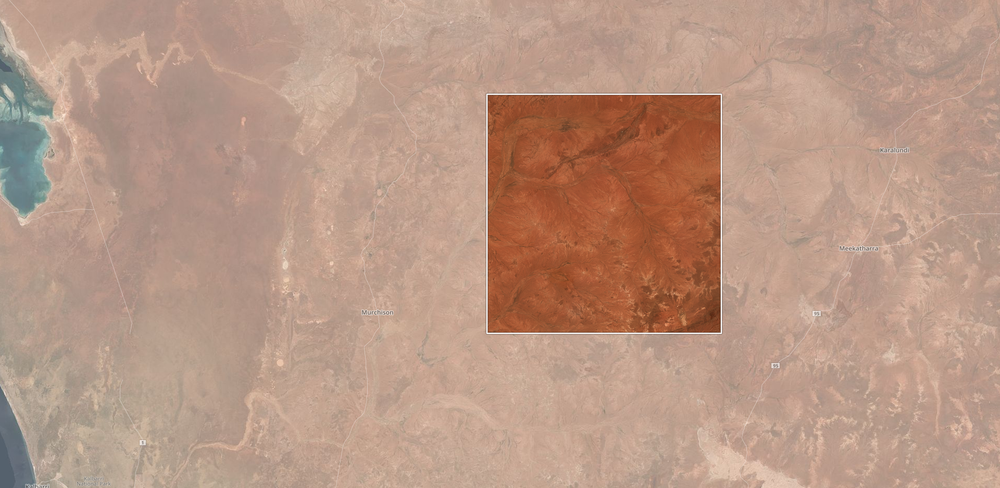 Karalundi
Meekatharra
Murchison
95
95
1
Kalbarri
National Park
Kalbarri